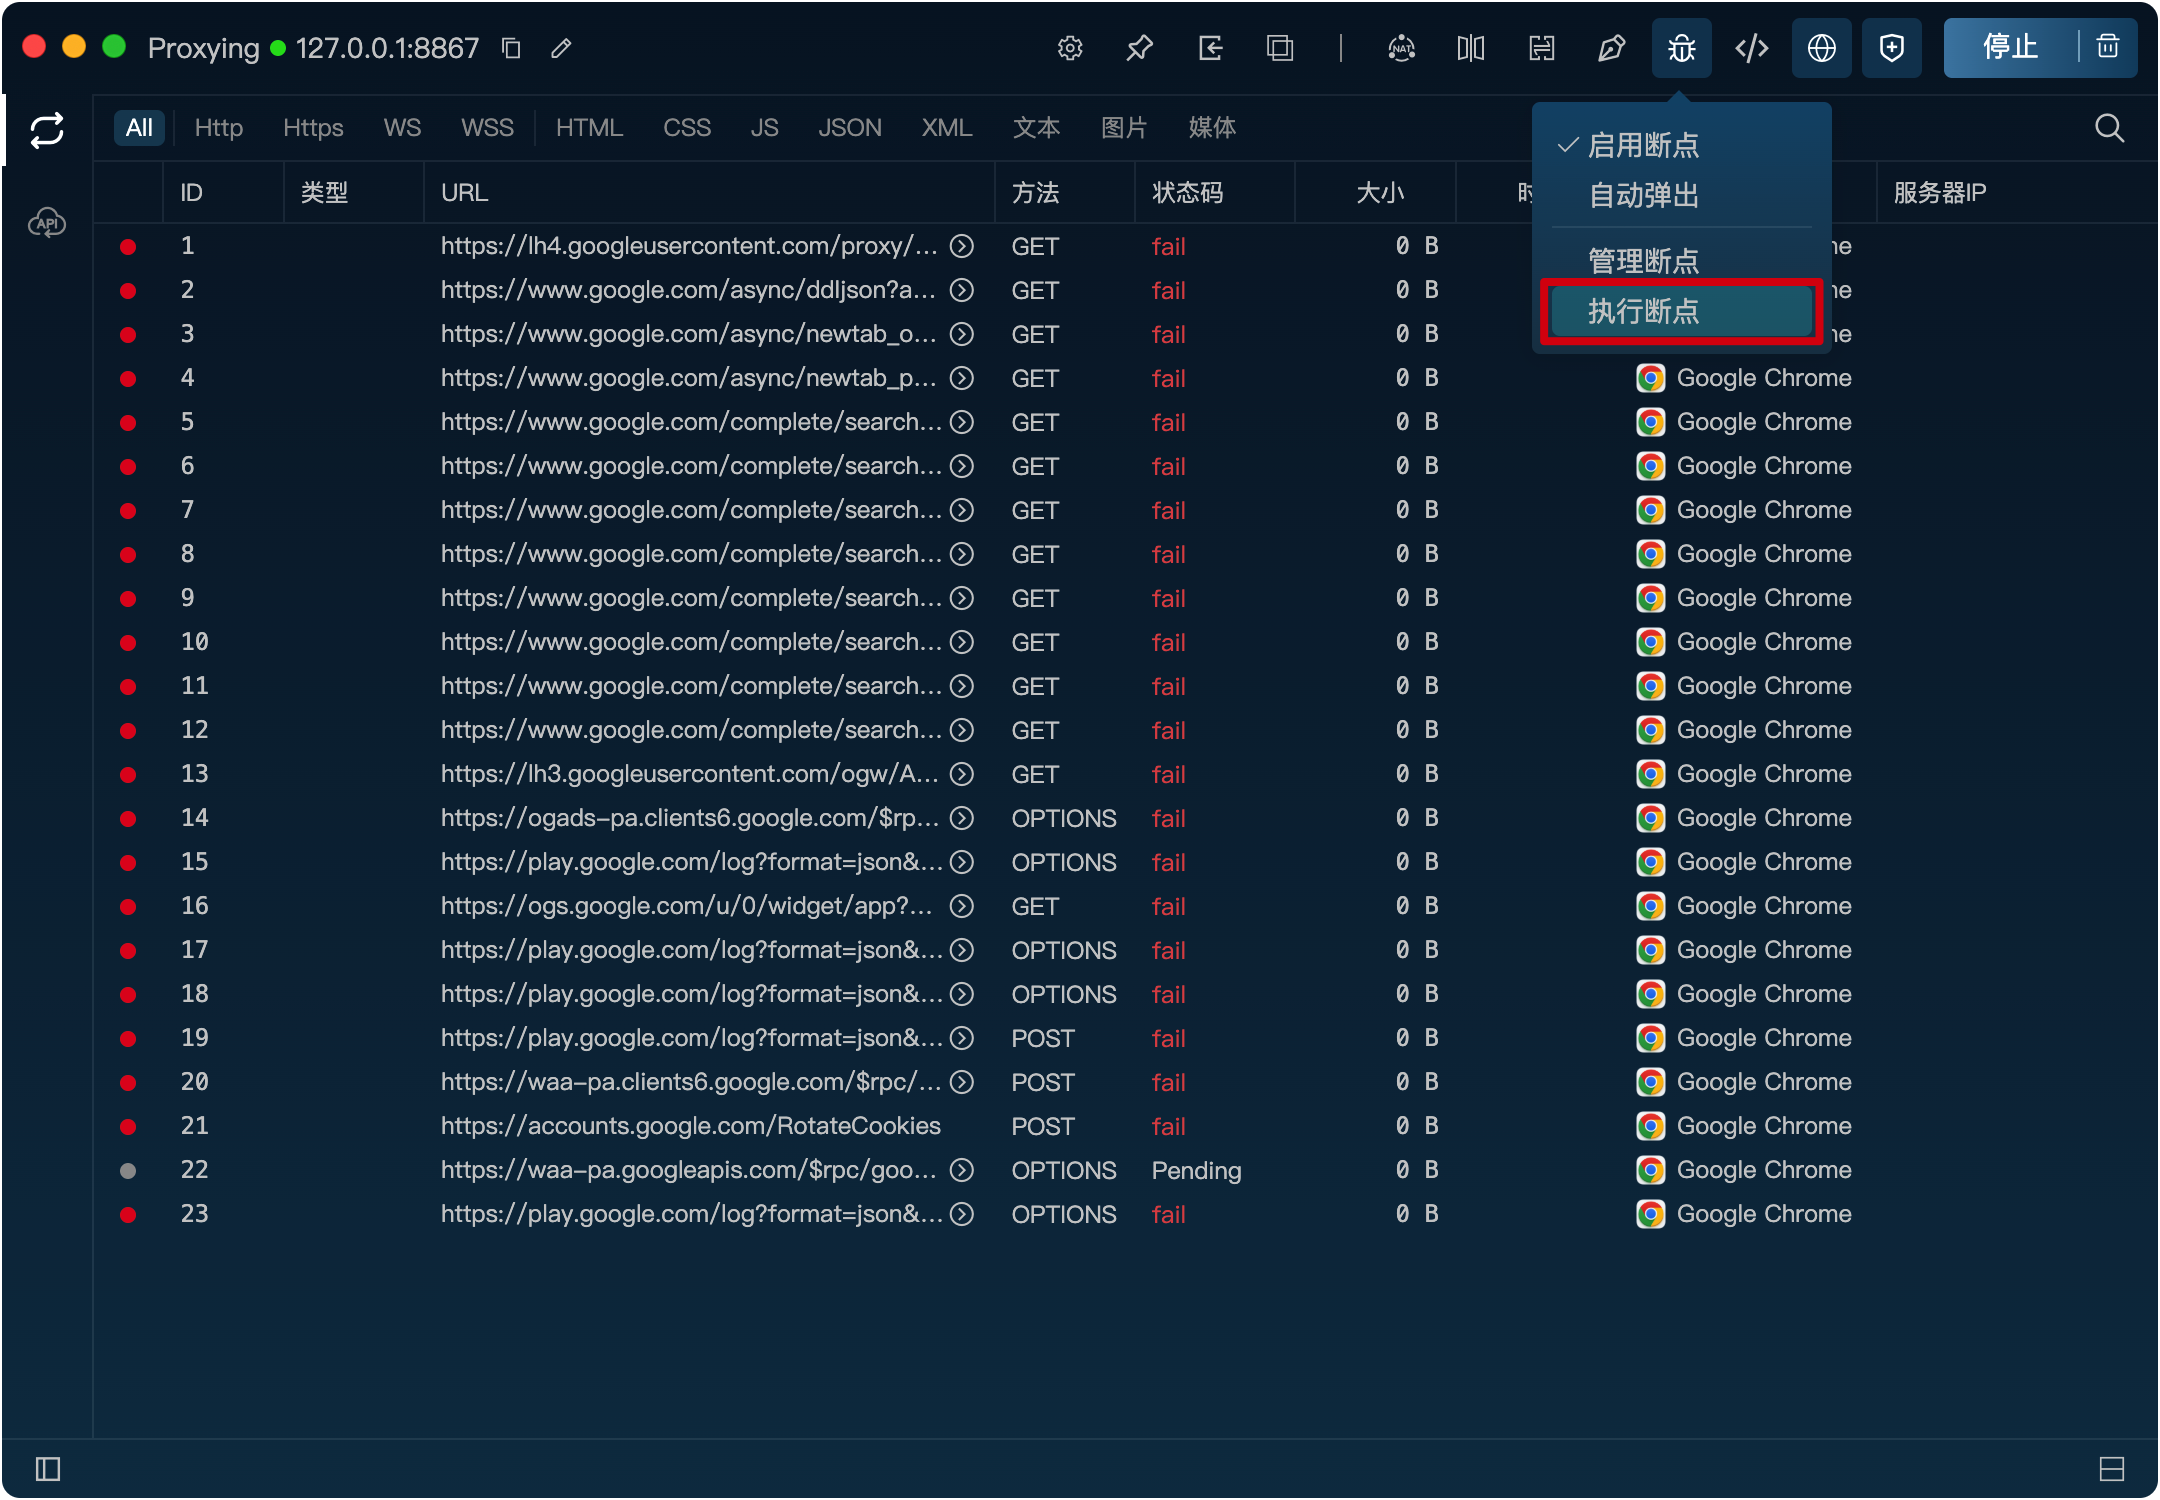 Proxying 127.0.0.1:8867 NAT 停止
All Http Https WS WSS HTML CSS JS JSON XML 文本 图片 媒体
启用断点
自动弹出
管理断点
执行断点
API
ID 类型 URL 方法 状态码 大小 服务器IP
1 https://lh4.googleusercontent.com/proxy/... GET fail 0 B
2 https://www.google.com/async/ddljson?a... GET fail 0 B
3 https://www.google.com/async/newtab_o... GET fail 0 B
4 https://www.google.com/async/newtab_p... GET fail 0 B Google Chrome
5 https://www.google.com/complete/search... GET fail 0 B Google Chrome
6 https://www.google.com/complete/search... GET fail 0 B Google Chrome
7 https://www.google.com/complete/search... GET fail 0 B Google Chrome
8 https://www.google.com/complete/search... GET fail 0 B Google Chrome
9 https://www.google.com/complete/search... GET fail 0 B Google Chrome
10 https://www.google.com/complete/search... GET fail 0 B Google Chrome
11 https://www.google.com/complete/search... GET fail 0 B Google Chrome
12 https://www.google.com/complete/search... GET fail 0 B Google Chrome
13 https://lh3.googleusercontent.com/ogw/A... GET fail 0 B Google Chrome
14 https://ogads-pa.clients6.google.com/$rp... OPTIONS fail 0 B Google Chrome
15 https://play.google.com/log?format=json&... OPTIONS fail 0 B Google Chrome
16 https://ogs.google.com/u/0/widget/app?... GET fail 0 B Google Chrome
17 https://play.google.com/log?format=json&... OPTIONS fail 0 B Google Chrome
18 https://play.google.com/log?format=json&... OPTIONS fail 0 B Google Chrome
19 https://play.google.com/log?format=json&... POST fail 0 B Google Chrome
20 https://waa-pa.clients6.google.com/$rpc/... POST fail 0 B Google Chrome
21 https://accounts.google.com/RotateCookies POST fail 0 B Google Chrome
22 https://waa-pa.googleapis.com/$rpc/goo... OPTIONS Pending 0 B Google Chrome
23 https://play.google.com/log?format=json&... OPTIONS fail 0 B Google Chrome